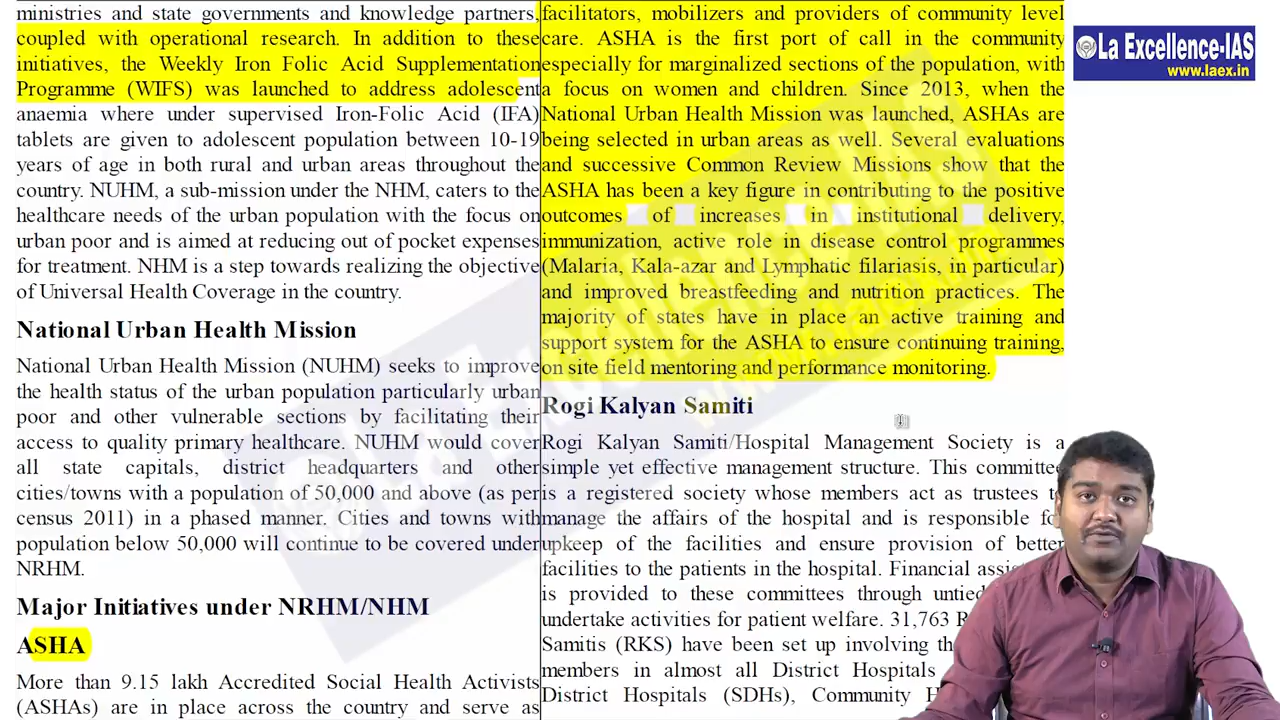 ministries and state governments and knowledge partners,
coupled with operational research. In addition to these
initiatives, the Weekly Iron Folic Acid Supplementation
Programme (WIFS) was launched to address adolescent
anaemia where under supervised Iron-Folic Acid (IFA)
tablets are given to adolescent population between 10-19
years of age in both rural and urban areas throughout the
country. NUHM, a sub-mission under the NHM, caters to the
healthcare needs of the urban population with the focus on
urban poor and is aimed at reducing out of pocket expenses
for treatment. NHM is a step towards realizing the objective
of Universal Health Coverage in the country.
National Urban Health Mission
National Urban Health Mission (NUHM) seeks to improve
the health status of the urban population particularly urban
poor and other vulnerable sections by facilitating their
access to quality primary healthcare. NUHM would cover
all state capitals, district headquarters and other
cities/towns with a population of 50,000 and above (as per
census 2011) in a phased manner. Cities and towns with
population below 50,000 will continue to be covered under
NRHM.
Major Initiatives under NRHM/NHM
ASHA
More than 9.15 lakh Accredited Social Health Activists
(ASHAs) are in place across the country and serve as
facilitators, mobilizers and providers of community level
care. ASHA is the first port of call in the community
especially for marginalized sections of the population, with
a focus on women and children. Since 2013, when the
National Urban Health Mission was launched, ASHAs are
being selected in urban areas as well. Several evaluations
and successive Common Review Missions show that the
ASHA has been a key figure in contributing to the positive
outcomes of increases in institutional delivery,
immunization, active role in disease control programmes
(Malaria, Kala-azar and Lymphatic filariasis, in particular)
and improved breastfeeding and nutrition practices. The
majority of states have in place an active training and
support system for the ASHA to ensure continuing training,
on site field mentoring and performance monitoring.
Rogi Kalyan Samiti
Rogi Kalyan Samiti/Hospital Management Society is a
simple yet effective management structure. This committee
is a registered society whose members act as trustees to
manage the affairs of the hospital and is responsible for
upkeep of the facilities and ensure provision of better
facilities to the patients in the hospital. Financial
is provided to these committees through untied
undertake activities for patient welfare. 31,763
Samitis (RKS) have been set up involving
members in almost all District Hospitals
District Hospitals (SDHs), Community
La Excellence-IAS
www.laex.in